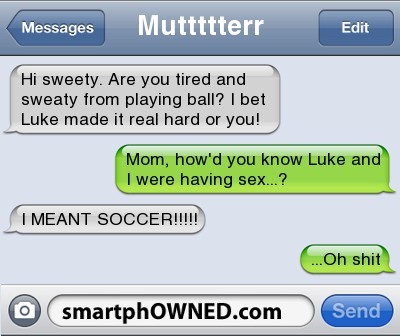 Messages Muttttterr Edit
Hi sweety. Are you tired and
sweaty from playing ball? I bet
Luke made it real hard or you!
Mom, how'd you know Luke and
I were having sex...?
I MEANT SOCCER!!!!!
...Oh shit
smartphOWNED.com Send